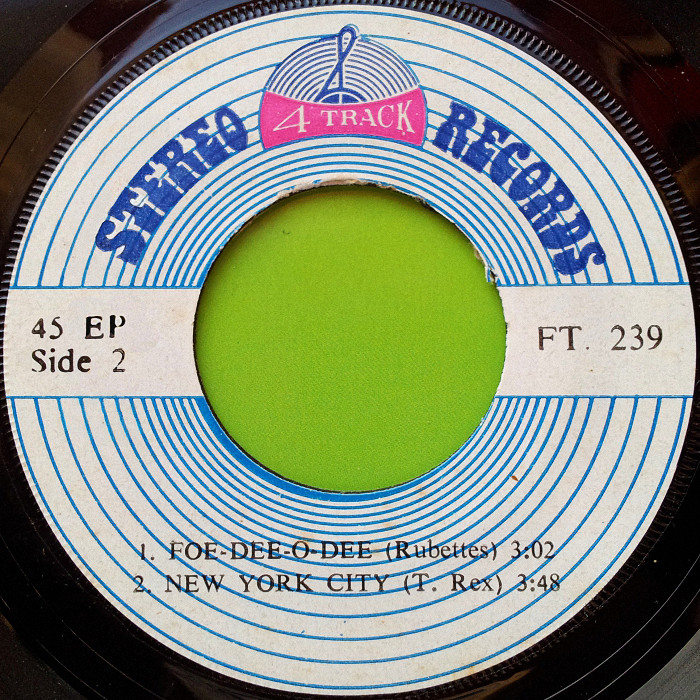 4 TRACK
STEREO RECORDS
45 EP
Side 2
FT. 239
1. FOE-DEE-O-DEE (Rubettes) 3:02
2. NEW YORK CITY (T. Rex) 3:48